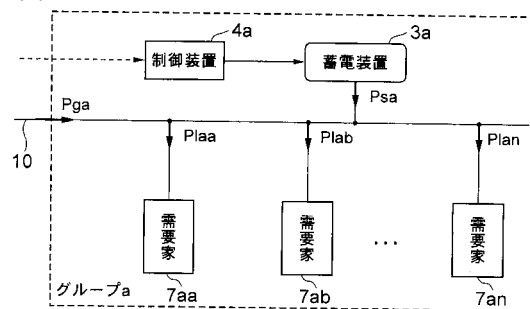 4a
3a
制御装置
蓄電装置
Pga
Psa
10
Plaa
Plab
Plan
需要家
需要家
...
需要家
グループa
7aa
7ab
7an